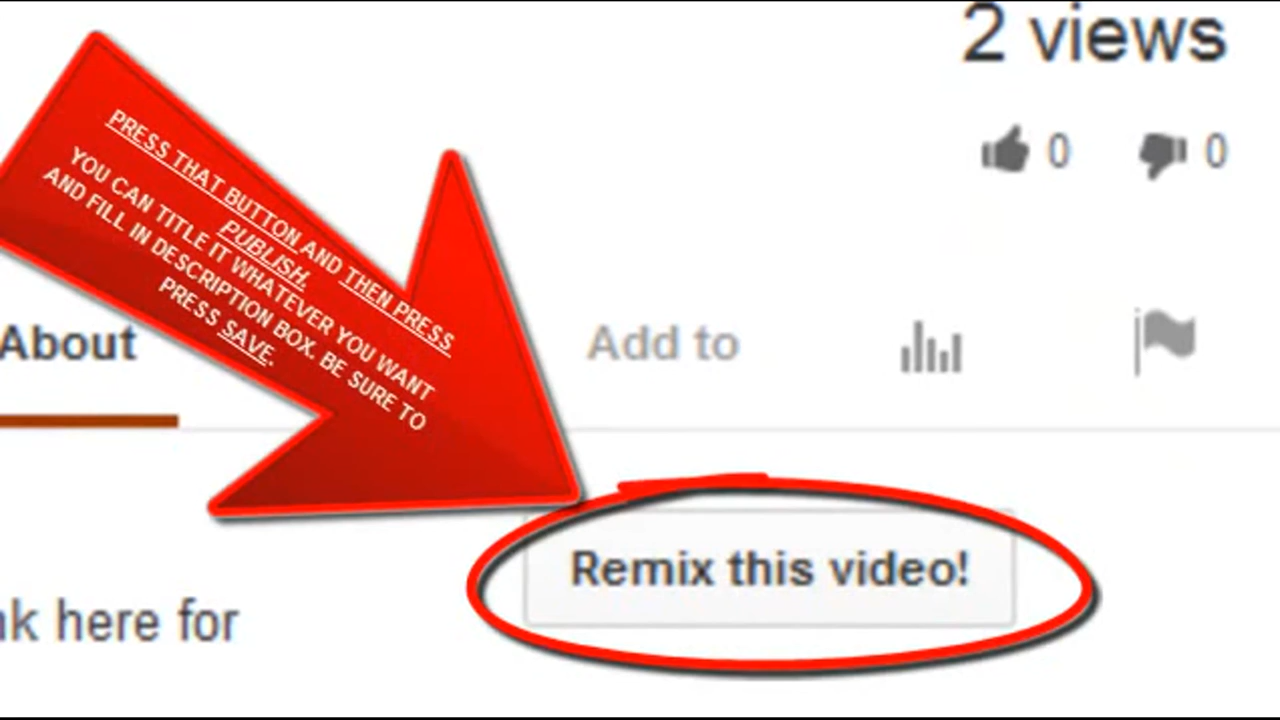 2 views
0 0
PRESS THAT BUTTON AND THEN PRESS
PUBLISH.
YOU CAN TITLE IT WHATEVER YOU WANT
AND FILL IN DESCRIPTION BOX. BE SURE TO
PRESS SAVE.
About Add to
Remix this video!
nk here for